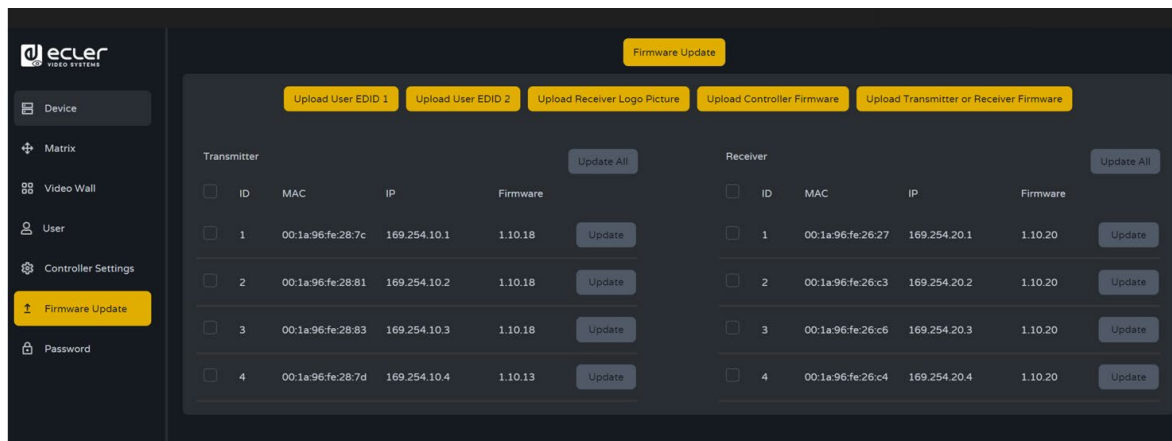 ecler
VIDEO SYSTEMS
Device
Matrix
Video Wall
User
Controller Settings
Firmware Update
Password
Firmware Update
Upload User EDID 1 Upload User EDID 2 Upload Receiver Logo Picture Upload Controller Firmware Upload Transmitter or Receiver Firmware
Transmitter Update All
ID MAC IP Firmware
1 00:1a:96:fe:28:7c 169.254.10.1 1.10.18 Update
2 00:1a:96:fe:28:81 169.254.10.2 1.10.18 Update
3 00:1a:96:fe:28:83 169.254.10.3 1.10.18 Update
4 00:1a:96:fe:28:7d 169.254.10.4 1.10.13 Update
Receiver Update All
ID MAC IP Firmware
1 00:1a:96:fe:26:27 169.254.20.1 1.10.20 Update
2 00:1a:96:fe:26:c3 169.254.20.2 1.10.20 Update
3 00:1a:96:fe:26:c6 169.254.20.3 1.10.20 Update
4 00:1a:96:fe:26:c4 169.254.20.4 1.10.20 Update